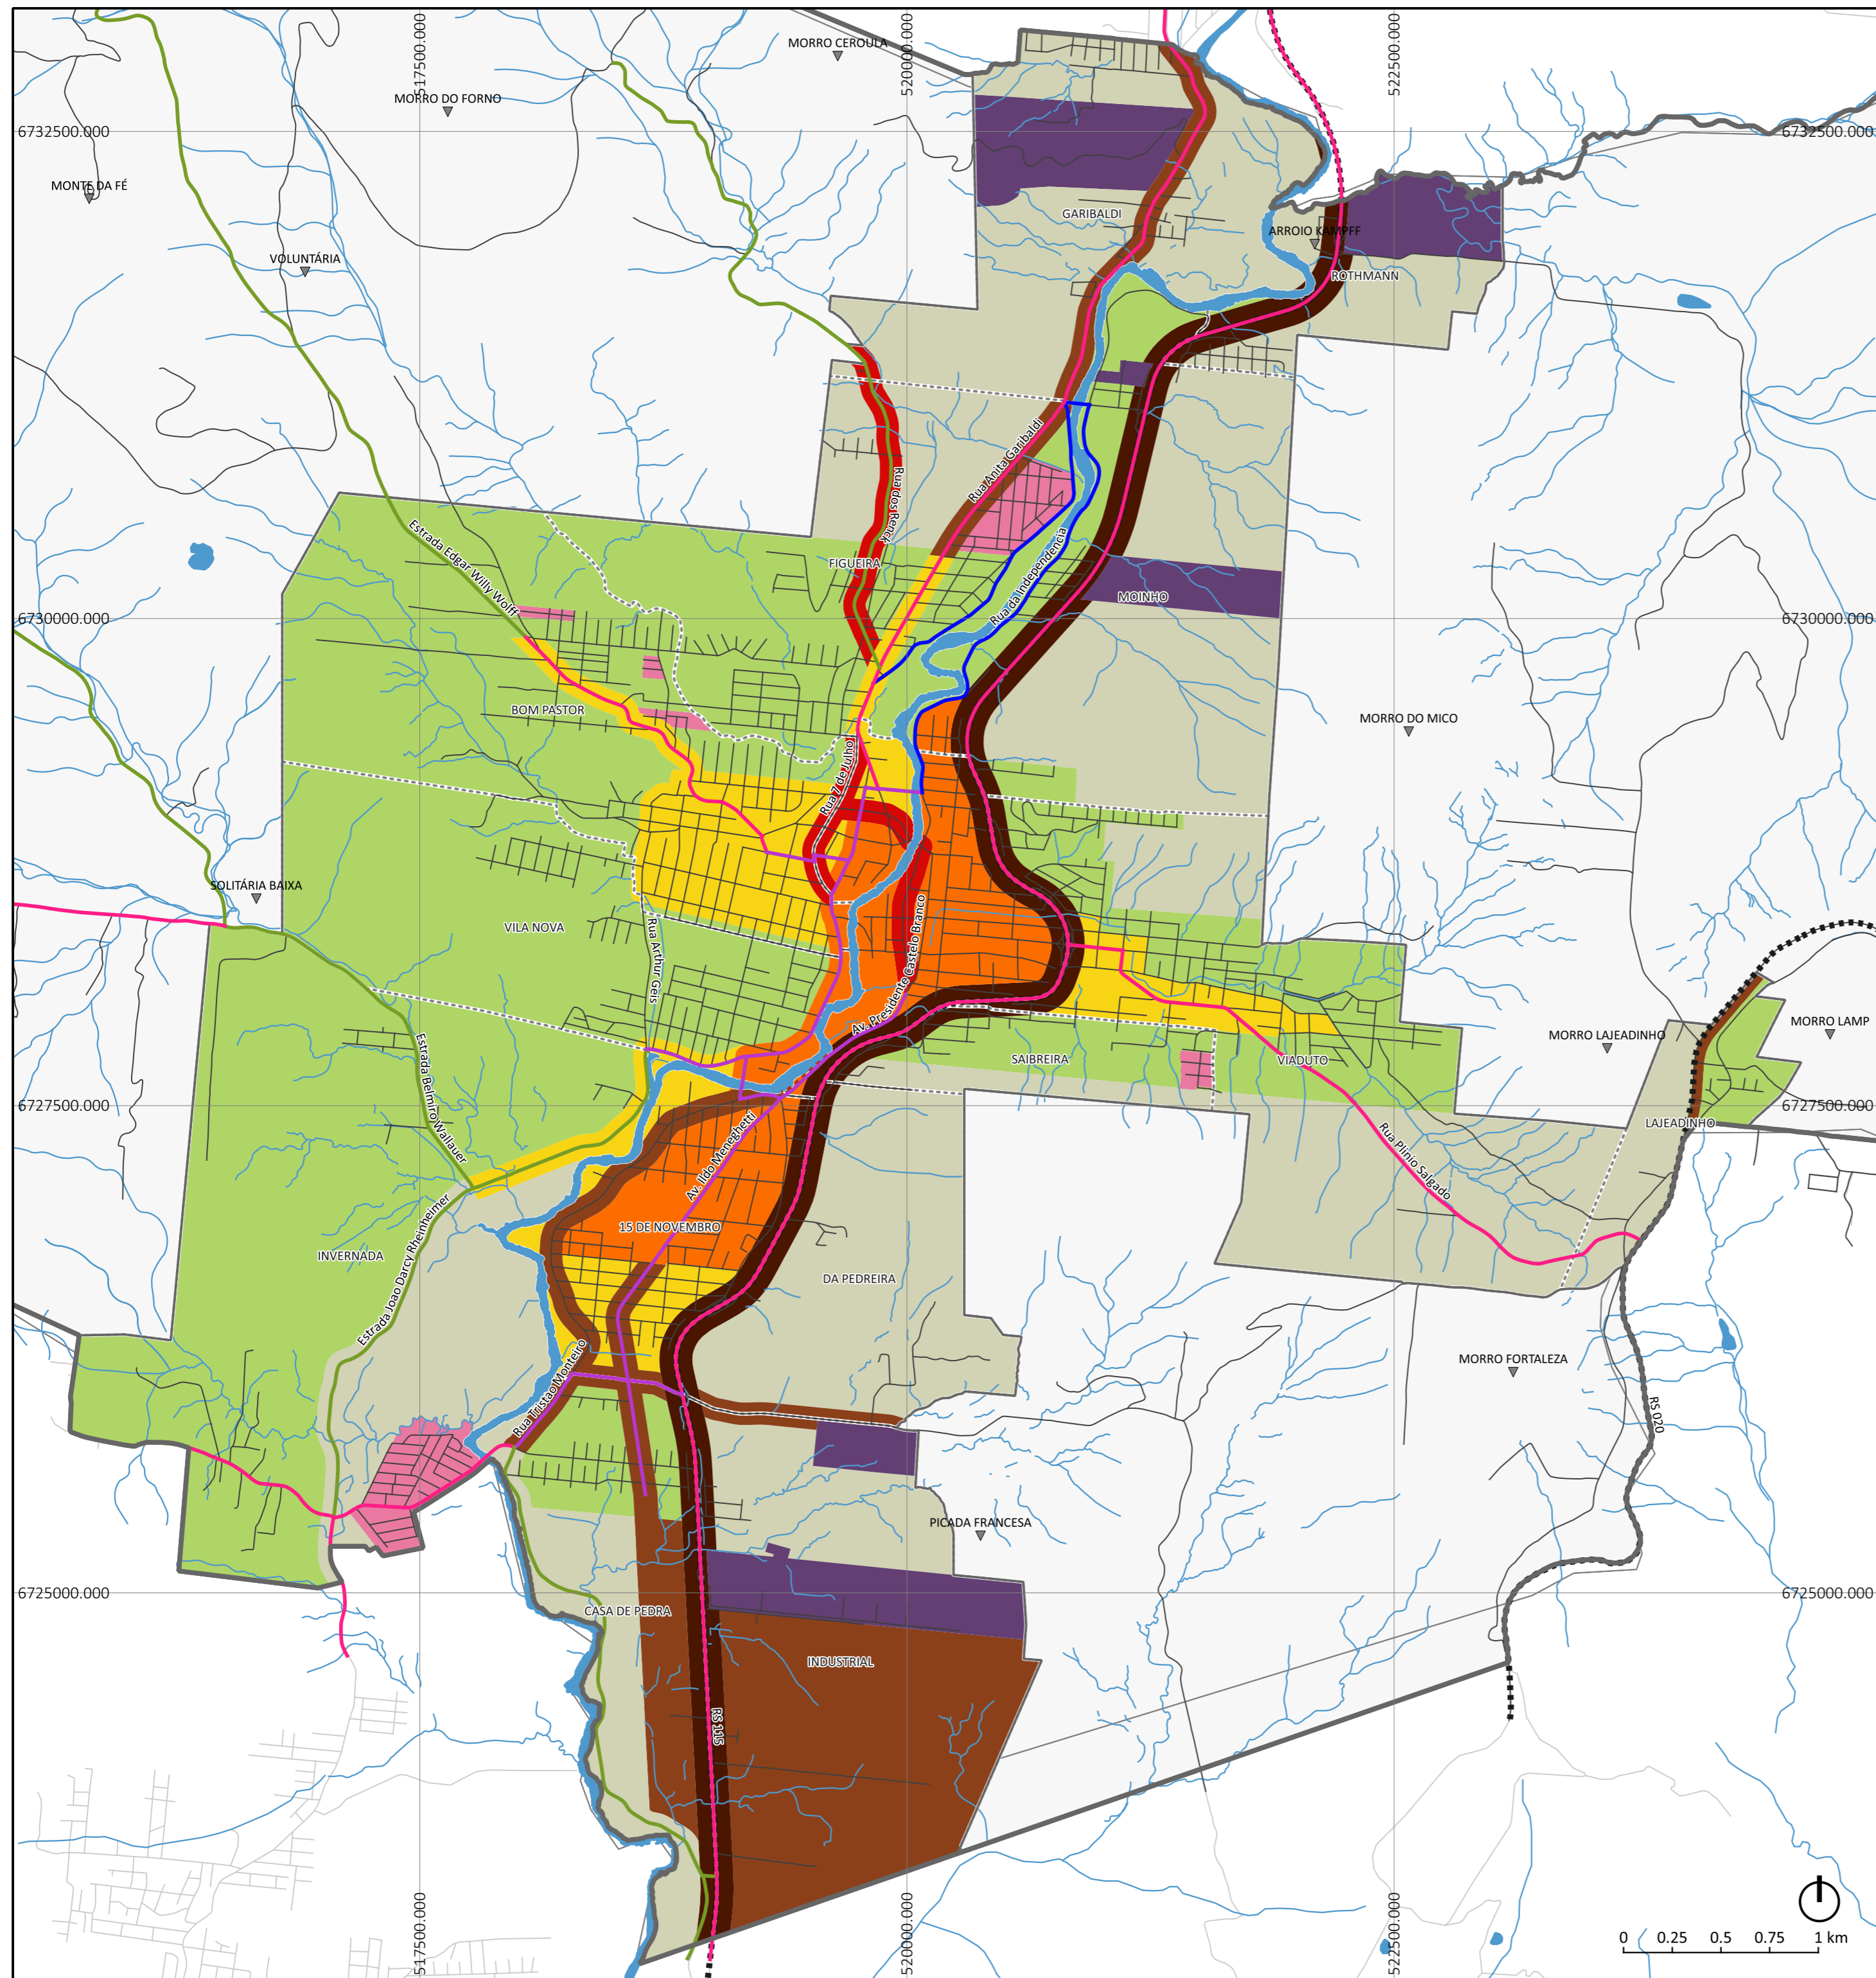 517500.000
520000.000
522500.000
MORRO CEROULA
MORRO DO FORNO
6732500.000
6732500.000
MONTE DA FÉ
GARIBALDI
ARROIO KAMPFF
VOLUNTÁRIA
ROTHMANN
Rua Anita Garibaldi
Rua dos Renck
Estrada Edgar Willy Wolff
FIGUEIRA
Rua da Independencia
MOINHO
6730000.000
6730000.000
BOM PASTOR
MORRO DO MICO
Rua 7 de Julho
SOLITÁRIA BAIXA
VILA NOVA
Rua Arthur Geis
Av. Presidente Castelo Branco
MORRO LAMP
MORRO LAJEADINHO
SAIBREIRA
VIADUTO
Estrada Belmiro Wallauer
6727500.000
6727500.000
LAJEADINHO
Av. Ildo Meneghetti
Rua Plinio Salgado
15 DE NOVEMBRO
INVERNADA
Estrada Joao Darcy Rheinheimer
DA PEDREIRA
MORRO FORTALEZA
Rua Tristao Monteiro
RS 020
PICADA FRANCESA
6725000.000
6725000.000
CASA DE PEDRA
INDUSTRIAL
RS 115
517500.000
520000.000
522500.000
0 0.25 0.5 0.75 1 km